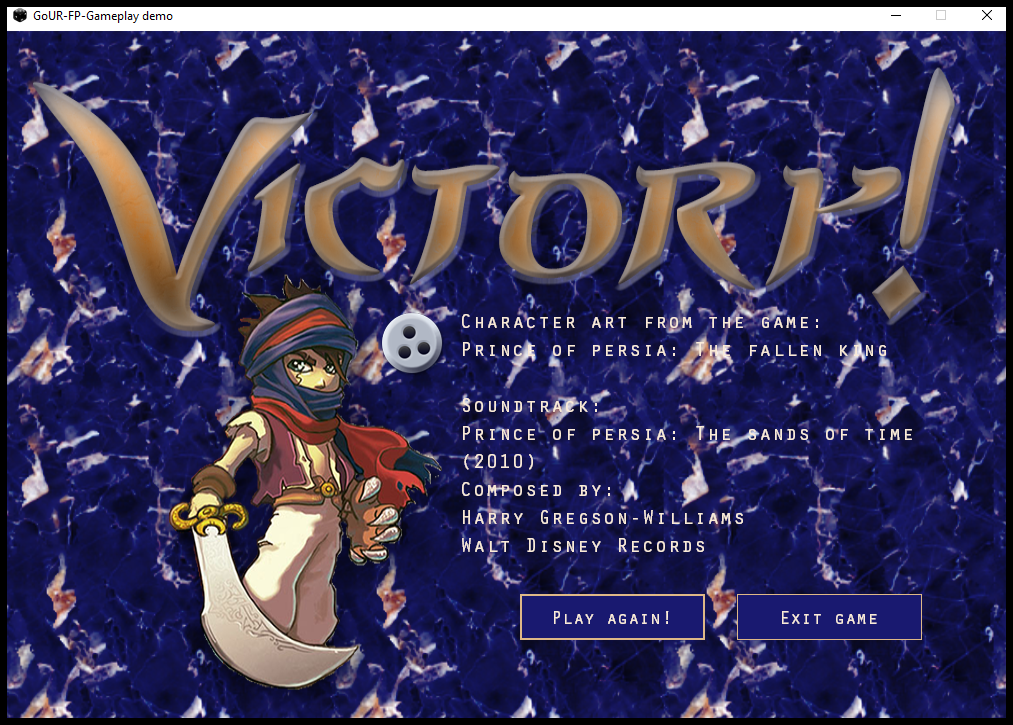 GoUR-FP-Gameplay demo
Victory!
Character art from the game:
Prince of persia: The fallen king
Soundtrack:
Prince of persia: The sands of time
(2010)
Composed by:
Harry Gregson-Williams
Walt Disney Records
Play again!
Exit game